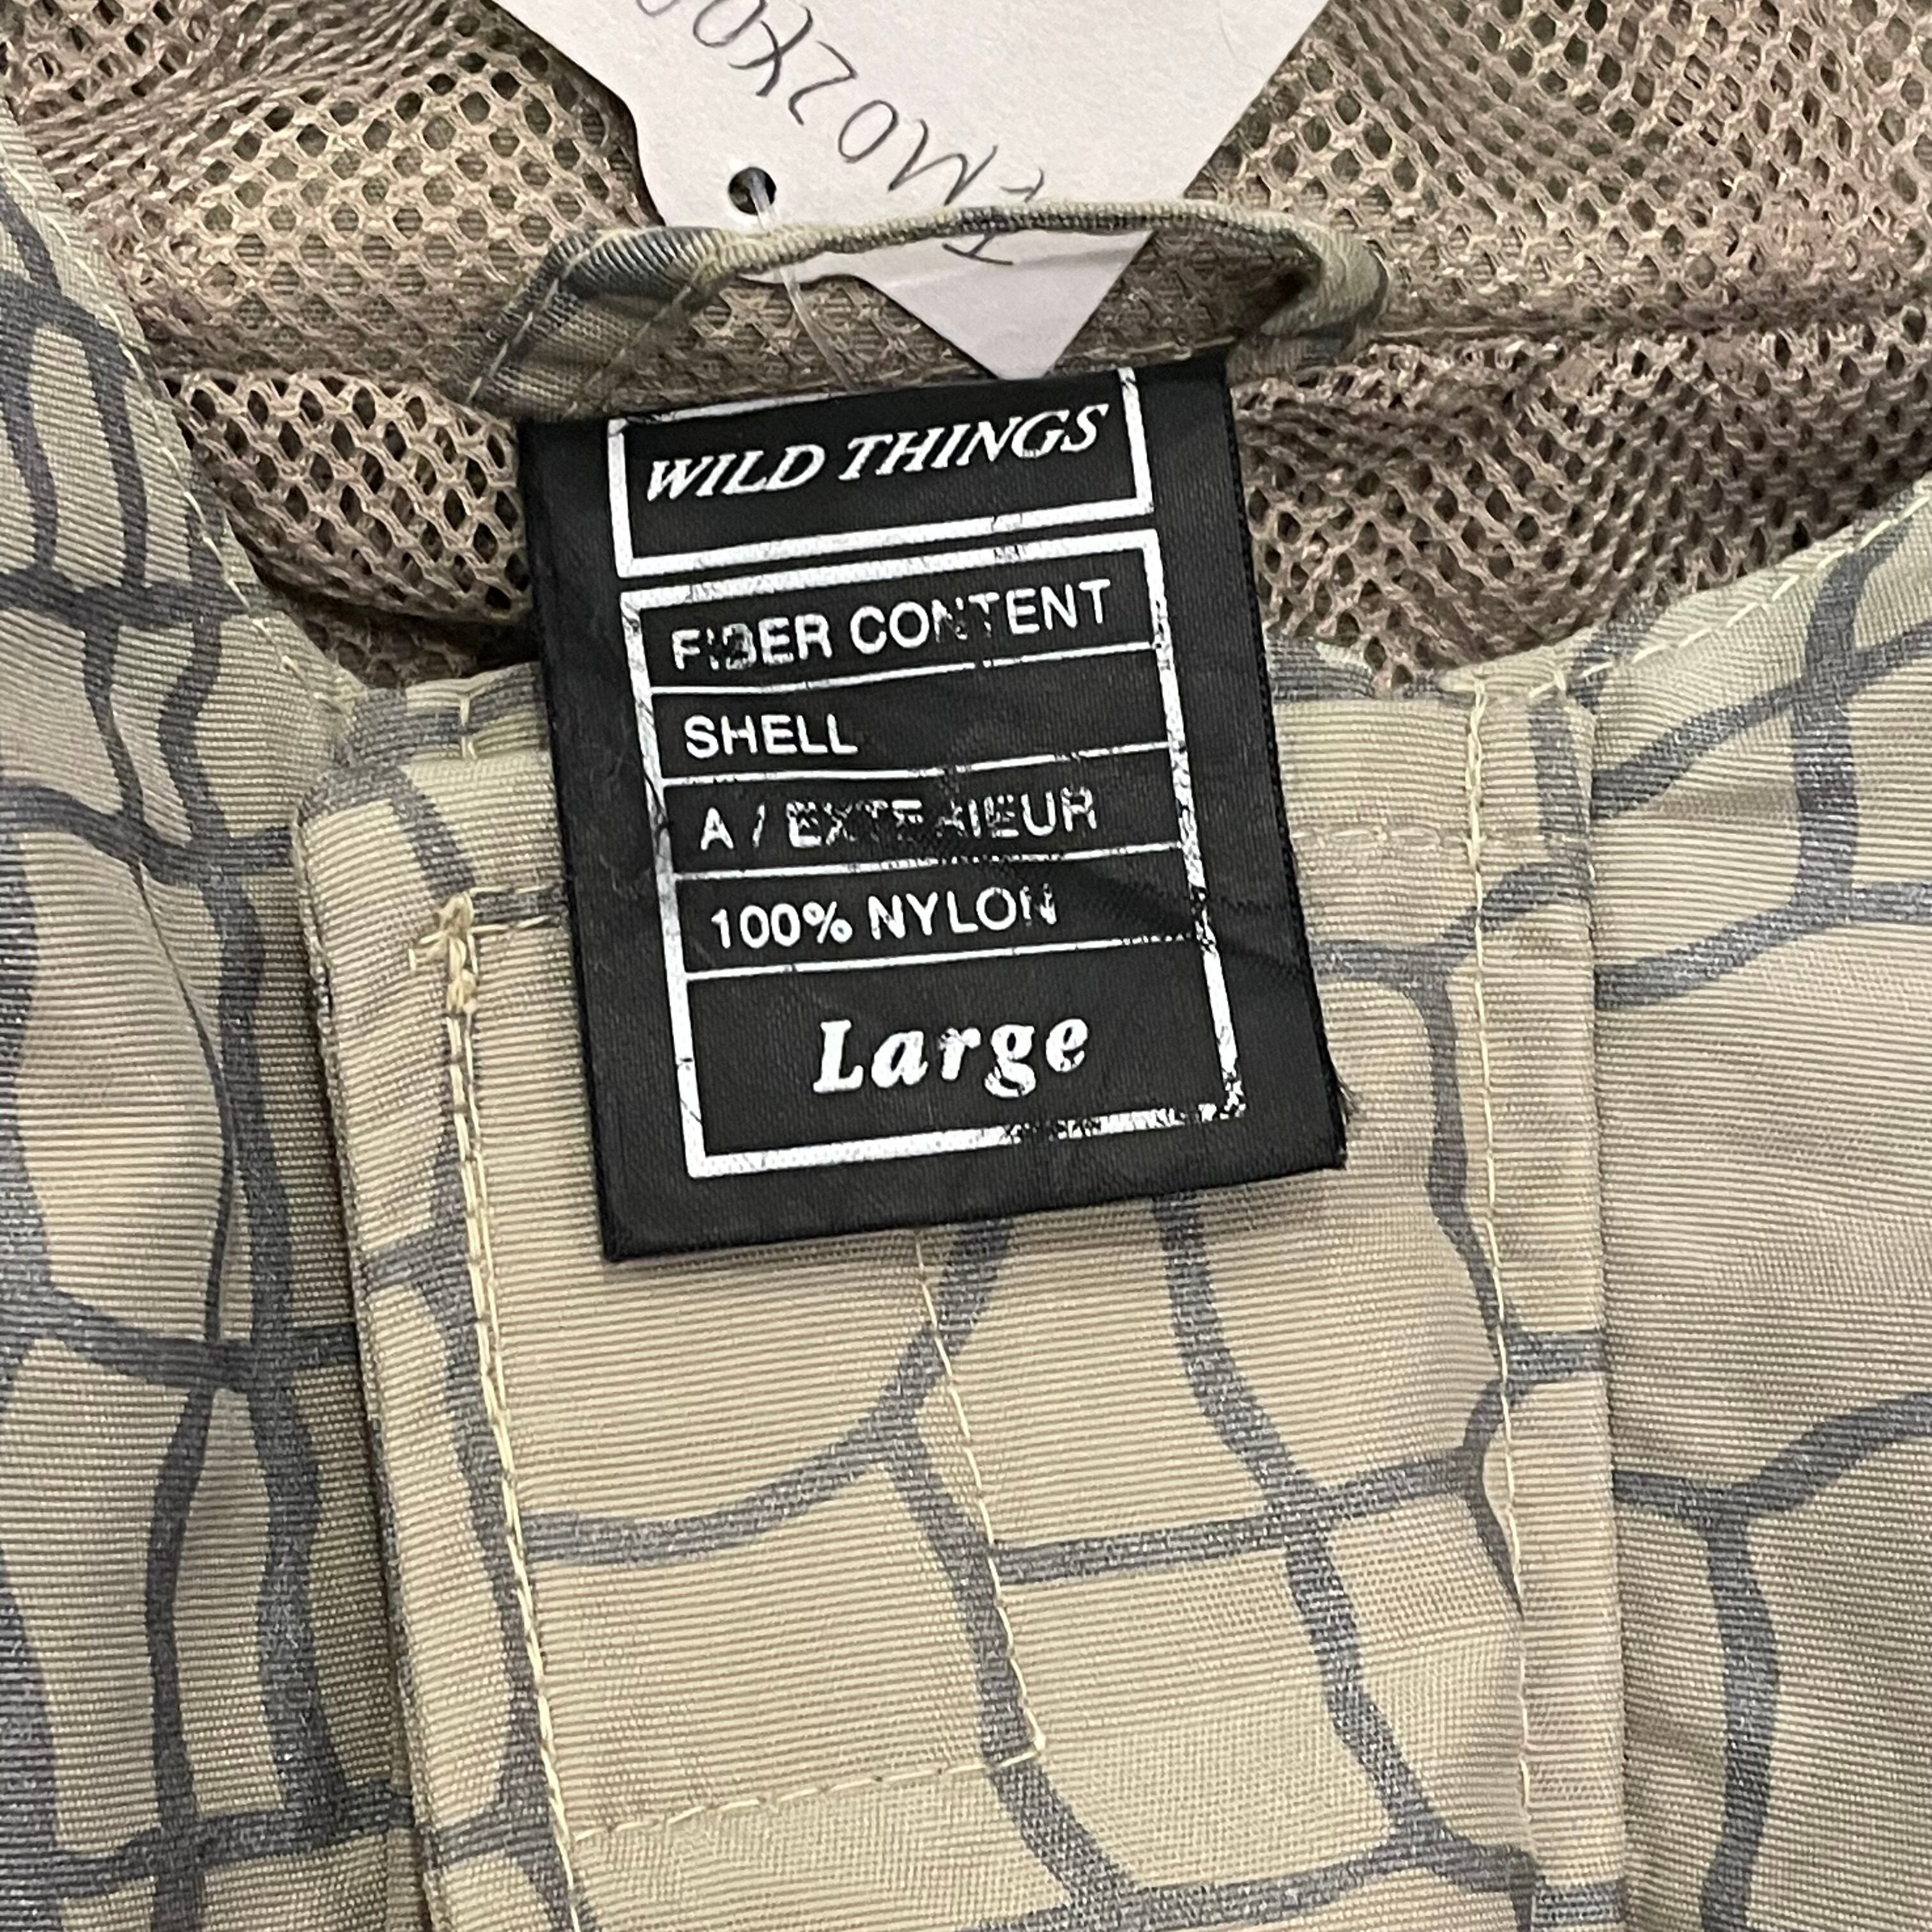 WILD THINGS
FIBER CONTENT
SHELL
A / EXTERIEUR
100% NYLON
Large